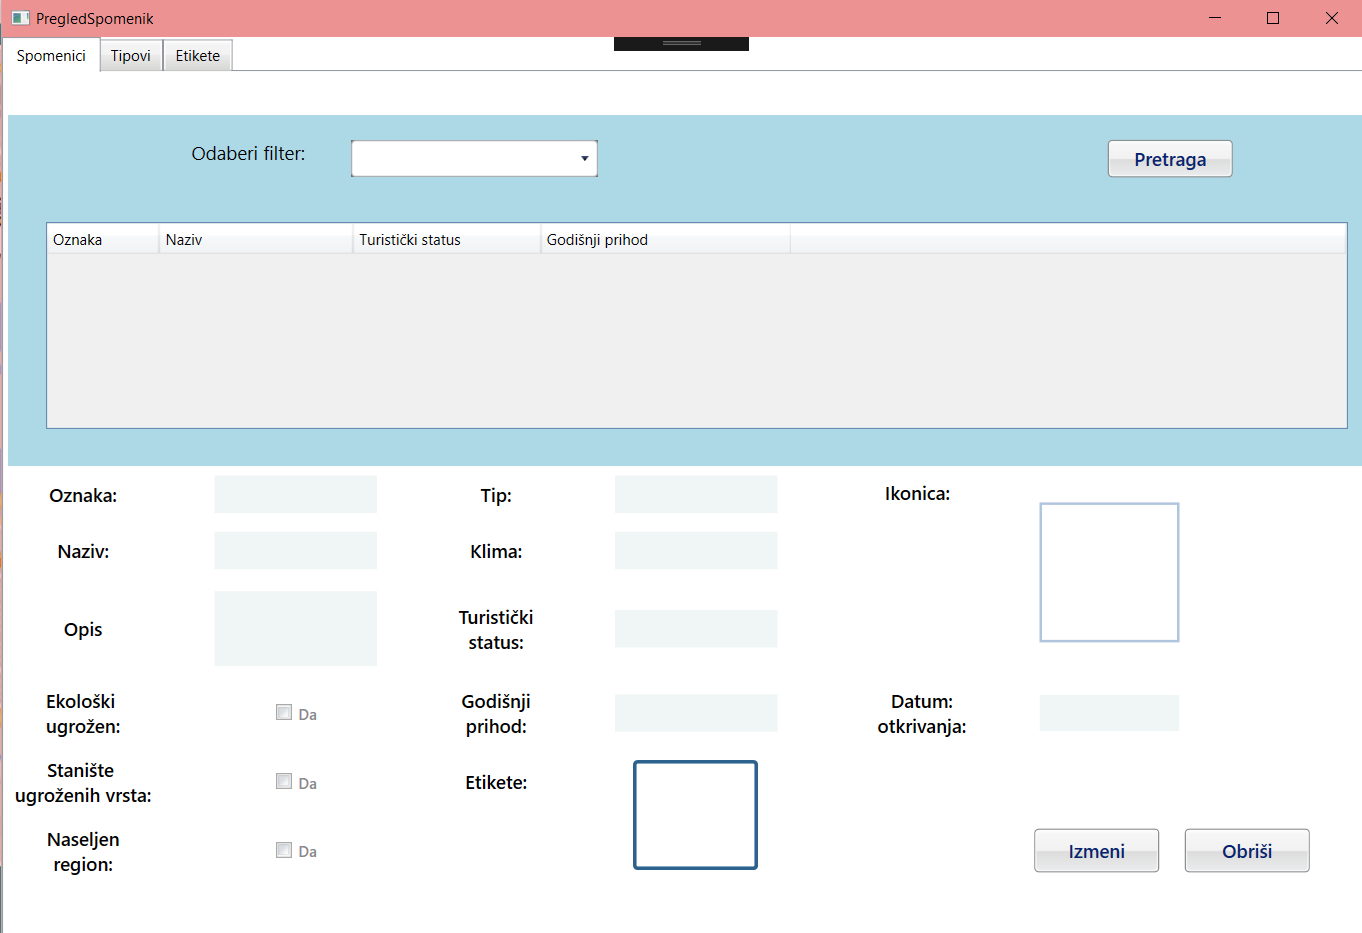 PregledSpomenik
Spomenici Tipovi Etikete
Odaberi filter: Pretraga
Oznaka Naziv Turistički status Godišnji prihod
Oznaka: Tip: Ikonica:
Naziv: Klima:
Opis Turistički
status:
Ekološki
ugrožen: Da Godišnji
prihod: Datum:
otkrivanja:
Stanište
ugroženih vrsta: Da Etikete:
Naseljen
region: Da Izmeni Obriši